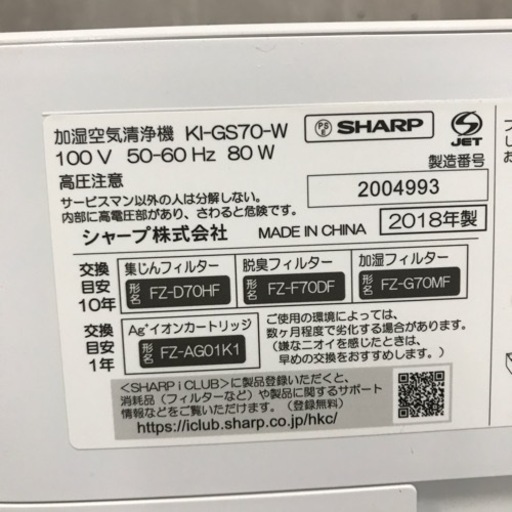 加湿空気清浄機 KI-GS70-W
PSE SHARP
JET
100 V 50-60 Hz 80 W
製造番号
高圧注意
2004993
サービスマン以外の人は分解しない。
内部に高電圧部があり、さわると危険です。
シャープ株式会社 MADE IN CHINA 2018年製
交換目安10年
集じんフィルター
形名 FZ-D70HF
脱臭フィルター
形名 FZ-F70DF
加湿フィルター
形名 FZ-G70MF
交換目安1年
Ag⁺イオンカートリッジ
形名 FZ-AG01K1
ご使用の環境によっては、
数ヶ月程度で劣化する場合があります。
(嫌なニオイを感じたときは、
早めの交換をおすすめします。)
<SHARP i CLUB>に製品登録いただくと、
消耗品(フィルターなど)や製品に関するサポート
情報などをご覧いただけます。(登録無料)
https://iclub.sharp.co.jp/hkc/